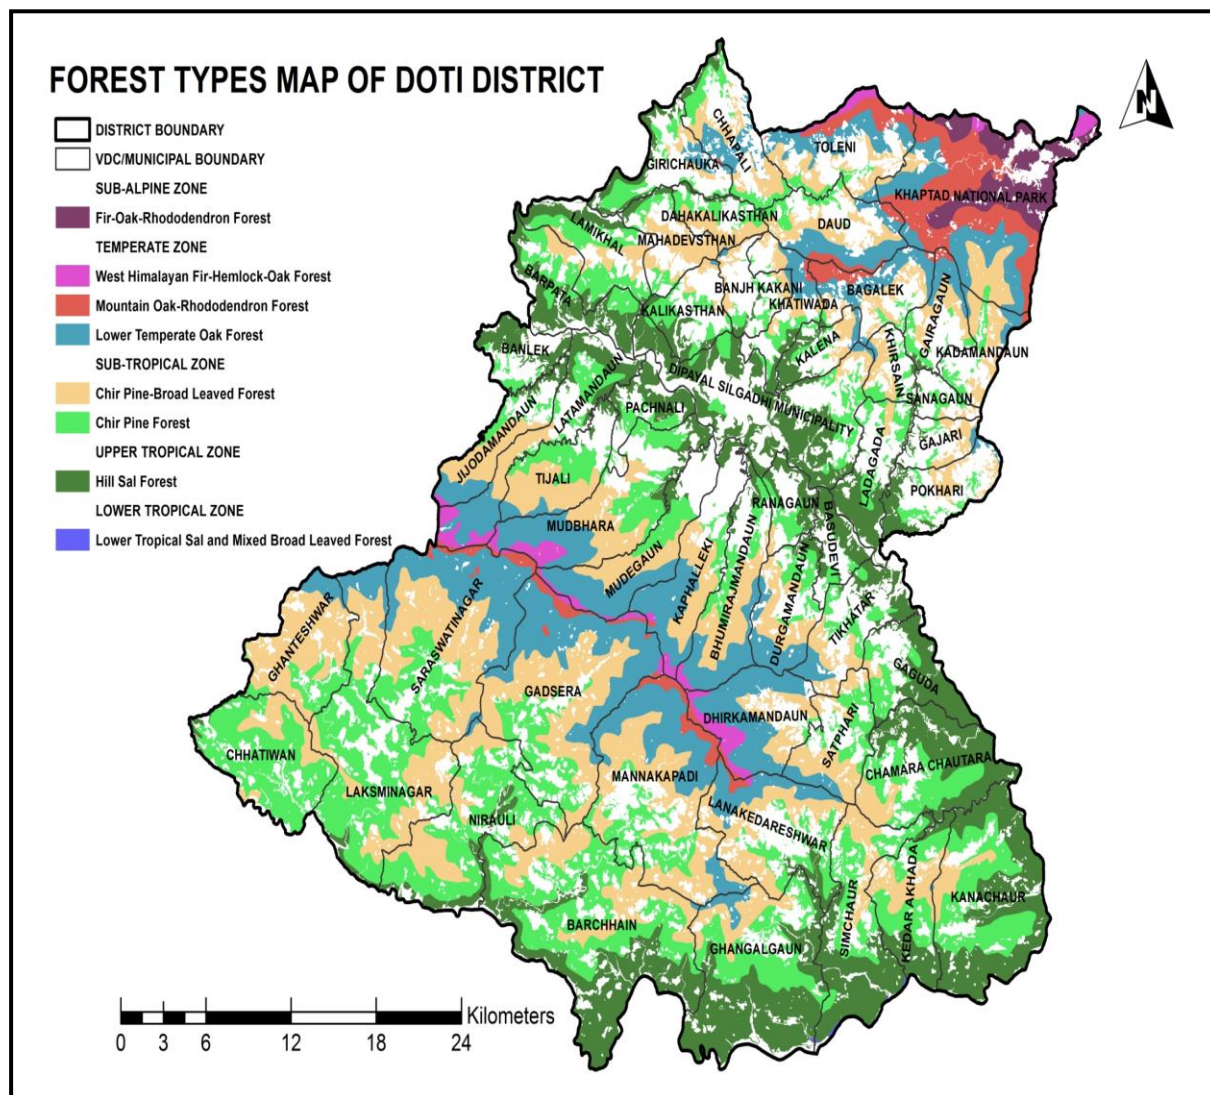 FOREST TYPES MAP OF DOTI DISTRICT
DISTRICT BOUNDARY
VDC/MUNICIPAL BOUNDARY
SUB-ALPINE ZONE
Fir-Oak-Rhododendron Forest
TEMPERATE ZONE
West Himalayan Fir-Hemlock-Oak Forest
Mountain Oak-Rhododendron Forest
Lower Temperate Oak Forest
SUB-TROPICAL ZONE
Chir Pine-Broad Leaved Forest
Chir Pine Forest
UPPER TROPICAL ZONE
Hill Sal Forest
LOWER TROPICAL ZONE
Lower Tropical Sal and Mixed Broad Leaved Forest
N
CHHAPALI
TOLENI
GIRICHAUKA
KHAPTAD NATIONAL PARK
DAHAKALIKASTHAN
LAMIKHAL
DAUD
MAHADEVSTHAN
BARPATA
BANJH KAKANI
BAGALEK
KHATIWADA
KALIKASTHAN
GAIRAGAUN
KHIRSAIN
KALENA
BANLEK
KADAMANDAUN
LATAMANDAUN
DIPAYAL SILGADHI MUNICIPALITY
PACHNALI
SANAGAUN
JIJODAMANDAUN
GAJARI
LADAGADA
TIJALI
POKHARI
RANAGAUN
MUDBHARA
BASUDEVI
MUDEGAUN
KAPHALLEKI
BHUMIRAJMANDAUN
DURGAMANDAUN
TIKHATAR
GHANTESHWAR
SARASWATINAGAR
GAGUDA
GADSERA
DHIRKAMANDAUN
SATPHARI
CHHATIWAN
CHAMARA CHAUTARA
MANNAKAPADI
LAKSMINAGAR
LANAKEDARESHWAR
NIRAULI
KEDAR AKHADA
KANACHAUR
SIMCHAUR
BARCHHAIN
GHANGALGAUN
Kilometers
0 3 6 12 18 24